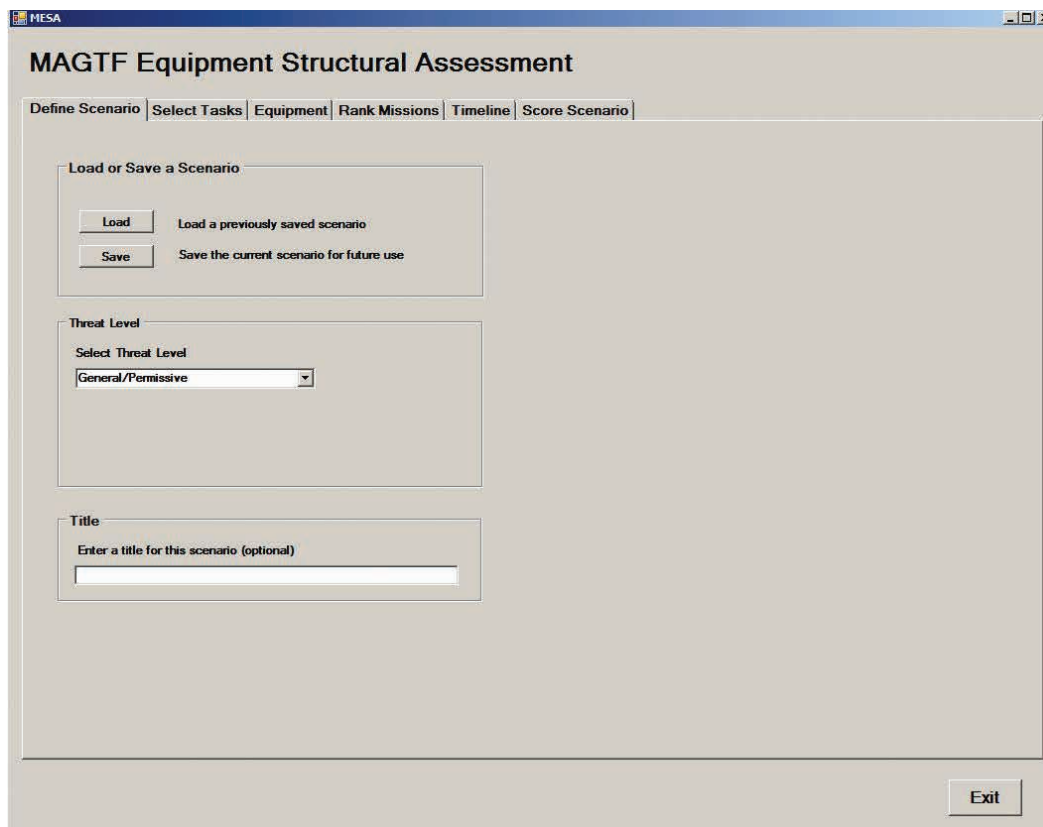 MESA
MAGTF Equipment Structural Assessment
Define Scenario Select Tasks Equipment Rank Missions Timeline Score Scenario
Load or Save a Scenario
Load Load a previously saved scenario
Save Save the current scenario for future use
Threat Level
Select Threat Level
General/Permissive
Title
Enter a title for this scenario (optional)
Exit